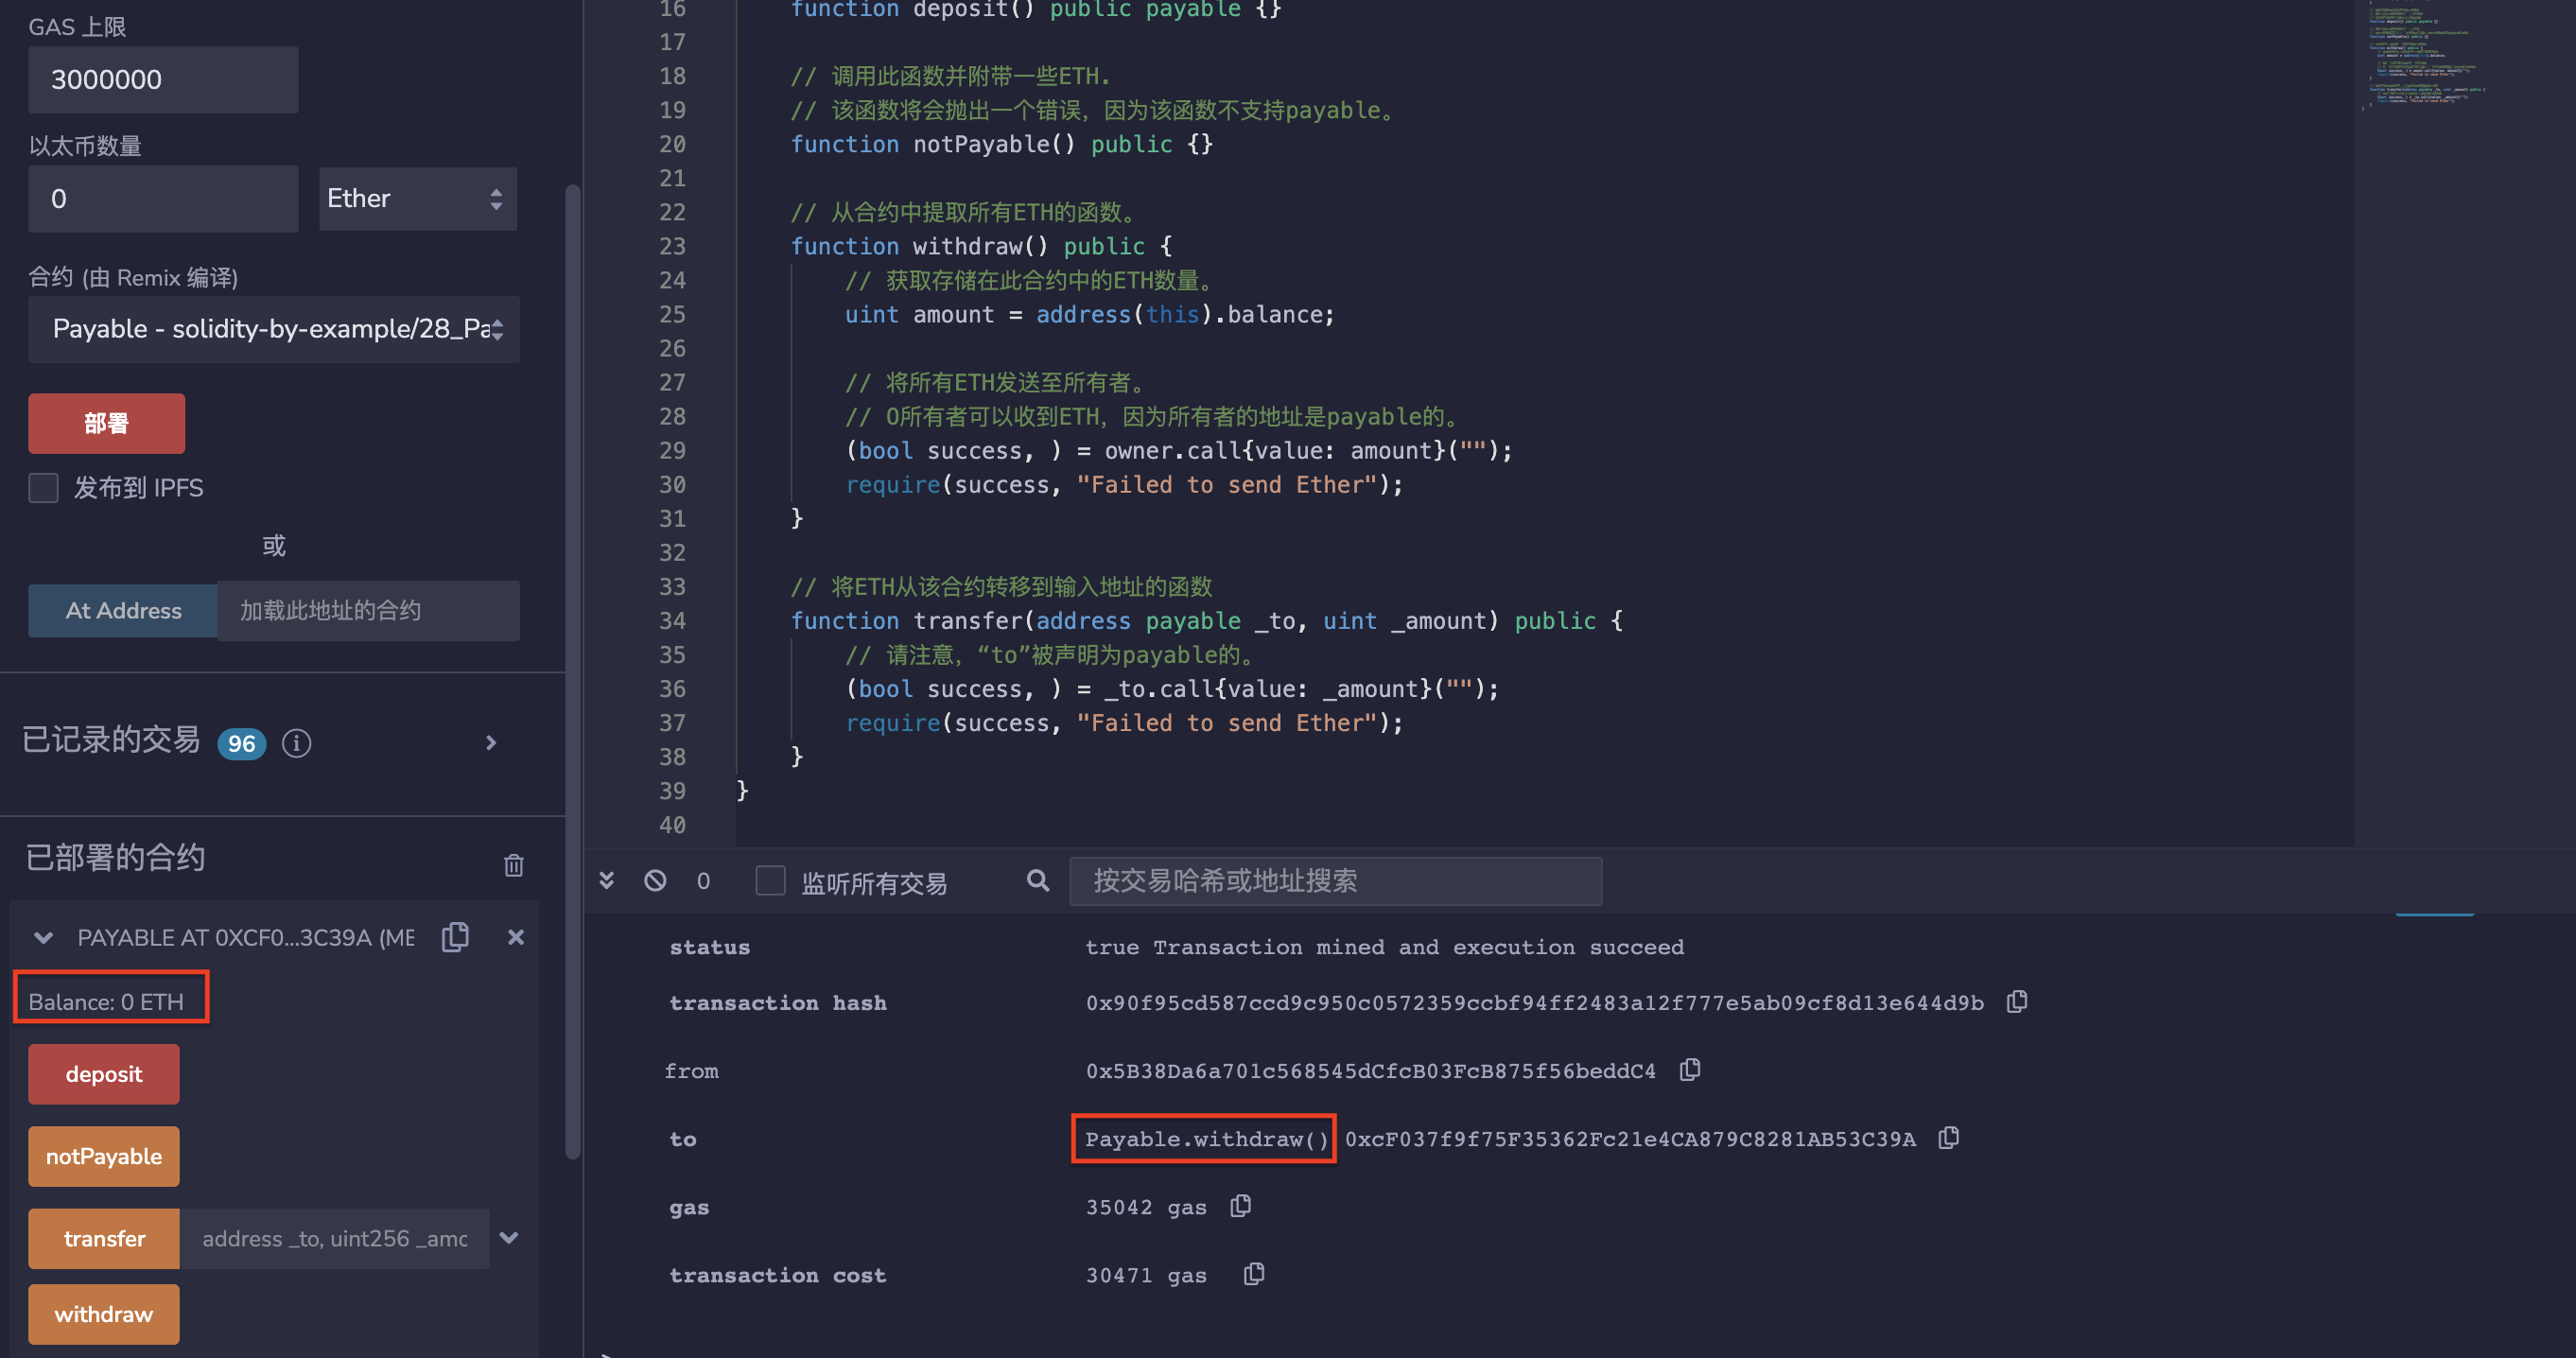 GAS 上限
3000000
以太币数量
0
Ether
合约 (由 Remix 编译)
Payable - solidity-by-example/28_Pa
部署
发布到 IPFS
或
At Address
加载此地址的合约
已记录的交易
96
已部署的合约
PAYABLE AT 0XCF0...3C39A (ME
Balance: 0 ETH
deposit
notPayable
transfer
address _to, uint256 _amo
withdraw
16 function deposit() public payable {}
17
18 // 调用此函数并附带一些ETH.
19 // 该函数将会抛出一个错误，因为该函数不支持payable。
20 function notPayable() public {}
21
22 // 从合约中提取所有ETH的函数。
23 function withdraw() public {
24 // 获取存储在此合约中的ETH数量。
25 uint amount = address(this).balance;
26
27 // 将所有ETH发送至所有者。
28 // O所有者可以收到ETH，因为所有者的地址是payable的。
29 (bool success, ) = owner.call{value: amount}("");
30 require(success, "Failed to send Ether");
31 }
32
33 // 将ETH从该合约转移到输入地址的函数
34 function transfer(address payable _to, uint _amount) public {
35 // 请注意，“to”被声明为payable的。
36 (bool success, ) = _to.call{value: _amount}("");
37 require(success, "Failed to send Ether");
38 }
39 }
40
0
监听所有交易
按交易哈希或地址搜索
status true Transaction mined and execution succeed
transaction hash 0x90f95cd587ccd9c950c0572359ccbf94ff2483a12f777e5ab09cf8d13e644d9b
from 0x5B38Da6a701c568545dCfcB03FcB875f56beddC4
to Payable.withdraw() 0xcF037f9f75F35362Fc21e4CA879C8281AB53C39A
gas 35042 gas
transaction cost 30471 gas